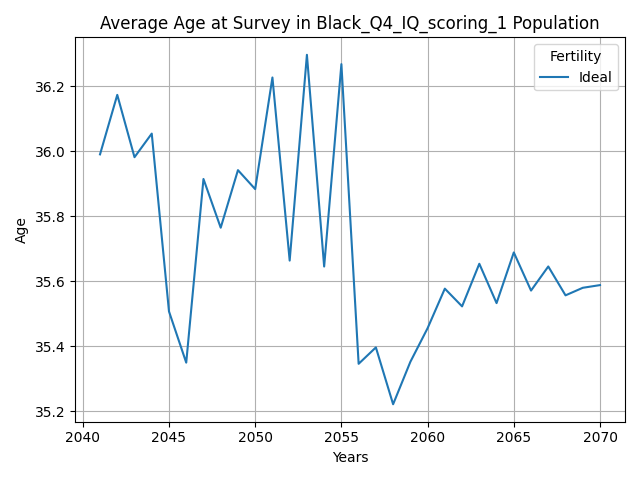 Average Age at Survey in Black_Q4_IQ_scoring_1 Population
Fertility
Ideal
Age
36.2
36.0
35.8
35.6
35.4
35.2
2040 2045 2050 2055 2060 2065 2070
Years